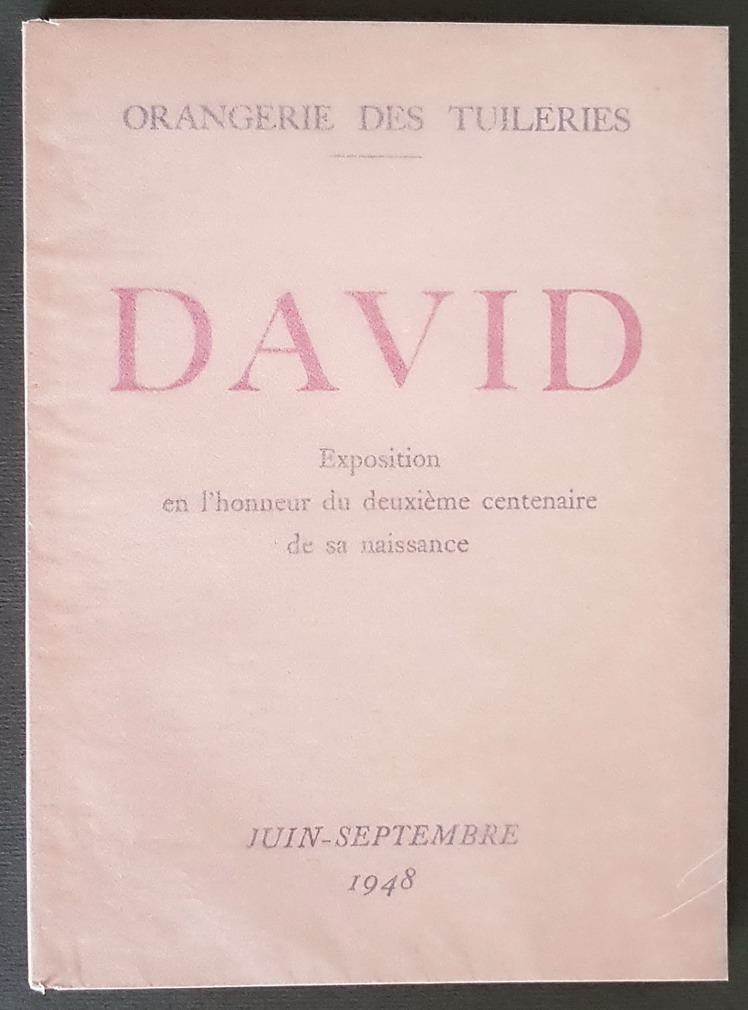 ORANGERIE DES TUILERIES
DAVID
Exposition
en l'honneur du deuxième centenaire
de sa naissance
JUIN-SEPTEMBRE
1948